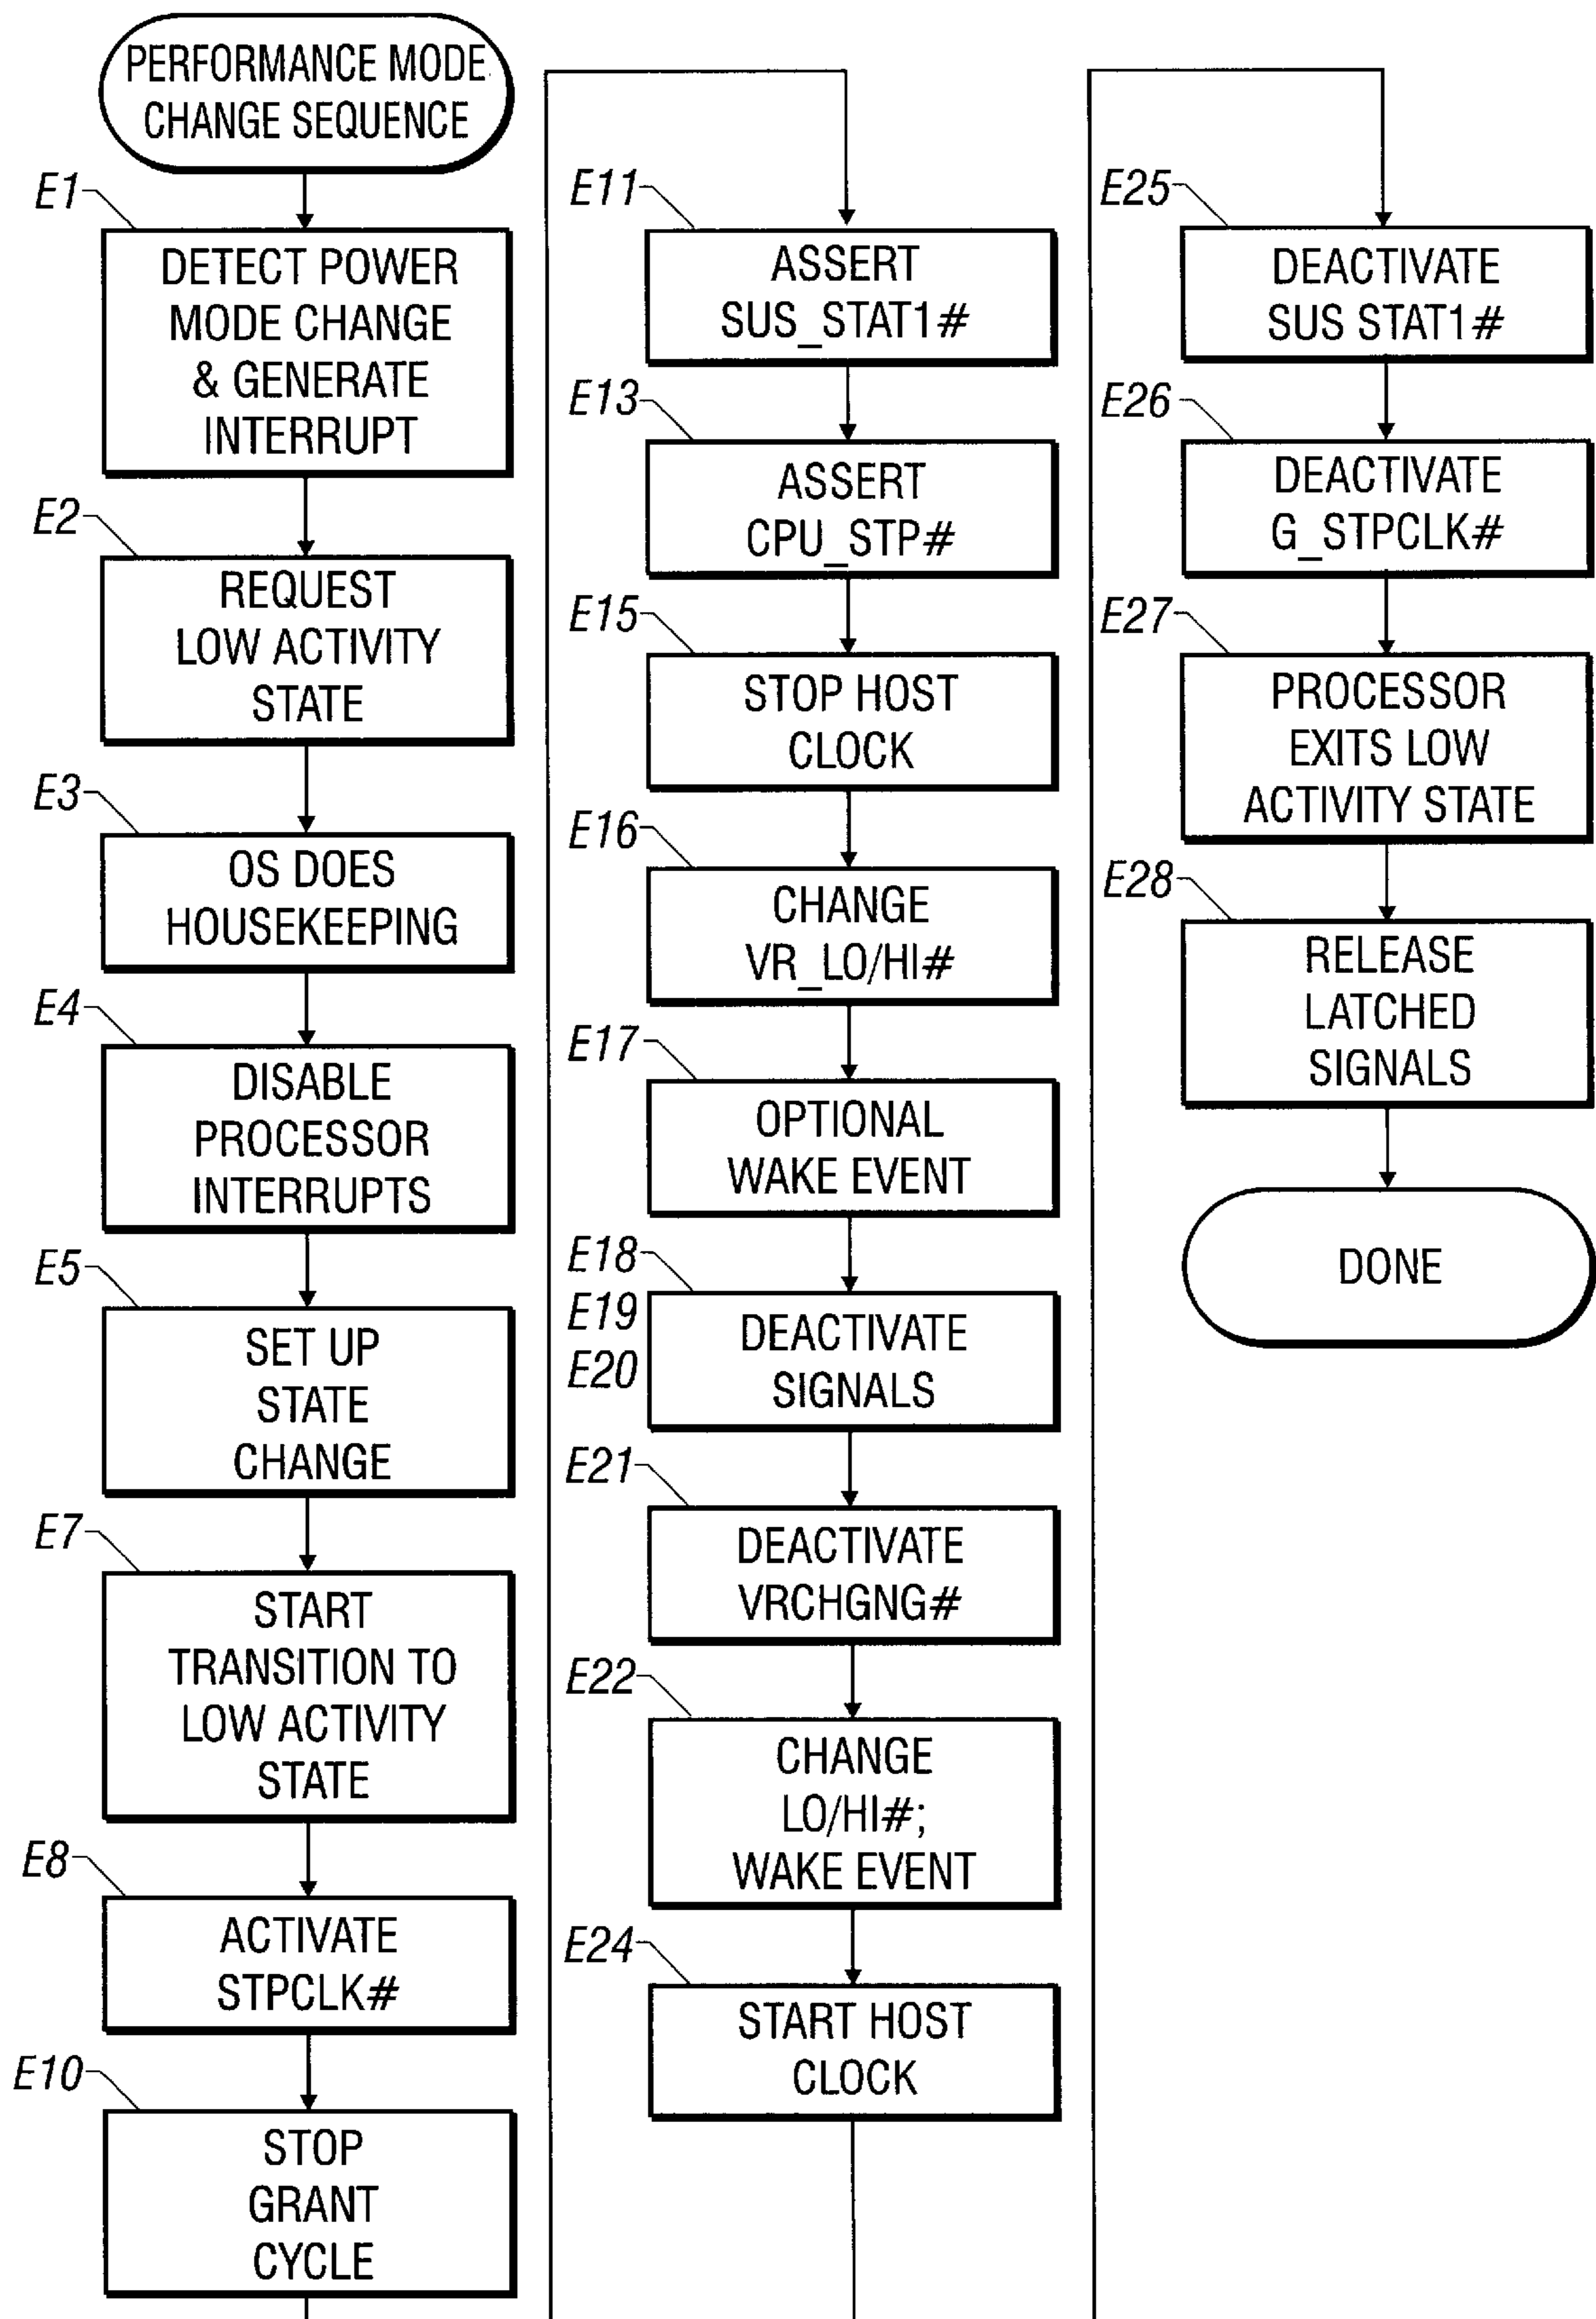 PERFORMANCE MODE
CHANGE SEQUENCE
E1
DETECT POWER
MODE CHANGE
& GENERATE
INTERRUPT
E2
REQUEST
LOW ACTIVITY
STATE
E3
OS DOES
HOUSEKEEPING
E4
DISABLE
PROCESSOR
INTERRUPTS
E5
SET UP
STATE
CHANGE
E7
START
TRANSITION TO
LOW ACTIVITY
STATE
E8
ACTIVATE
STPCLK#
E10
STOP
GRANT
CYCLE
E11
ASSERT
SUS_STAT1#
E13
ASSERT
CPU_STP#
E15
STOP HOST
CLOCK
E16
CHANGE
VR_LO/HI#
E17
OPTIONAL
WAKE EVENT
E18
E19
E20
DEACTIVATE
SIGNALS
E21
DEACTIVATE
VRCHGNG#
E22
CHANGE
LO/HI#;
WAKE EVENT
E24
START HOST
CLOCK
E25
DEACTIVATE
SUS STAT1#
E26
DEACTIVATE
G_STPCLK#
E27
PROCESSOR
EXITS LOW
ACTIVITY STATE
E28
RELEASE
LATCHED
SIGNALS
DONE